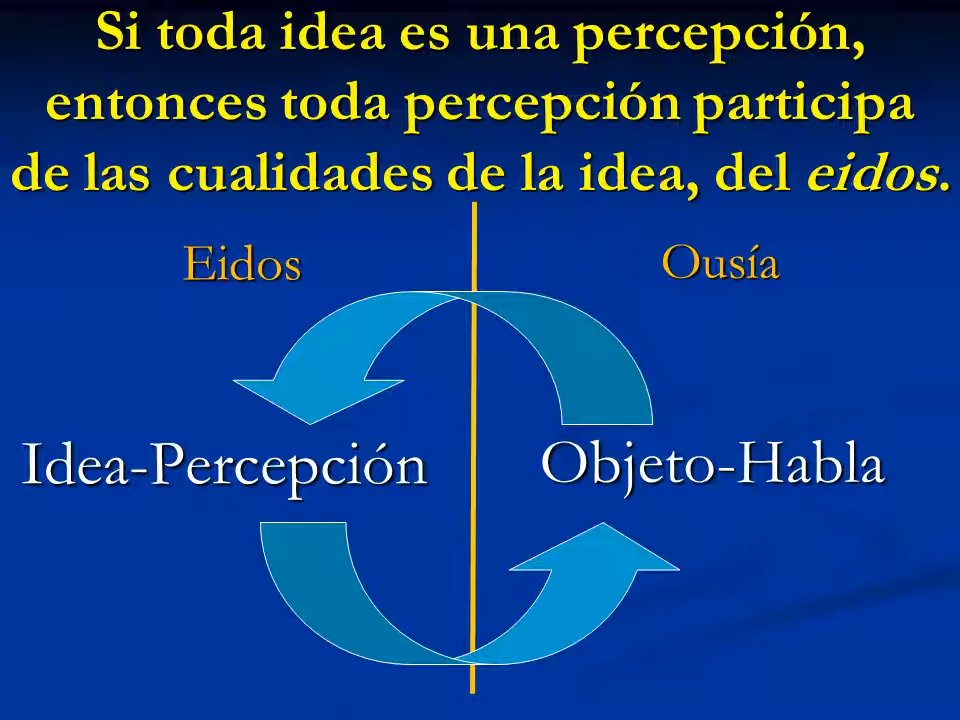 Si toda idea es una percepción,
entonces toda percepción participa
de las cualidades de la idea, del eidos.
Eidos
Ousía
Idea-Percepción
Objeto-Habla